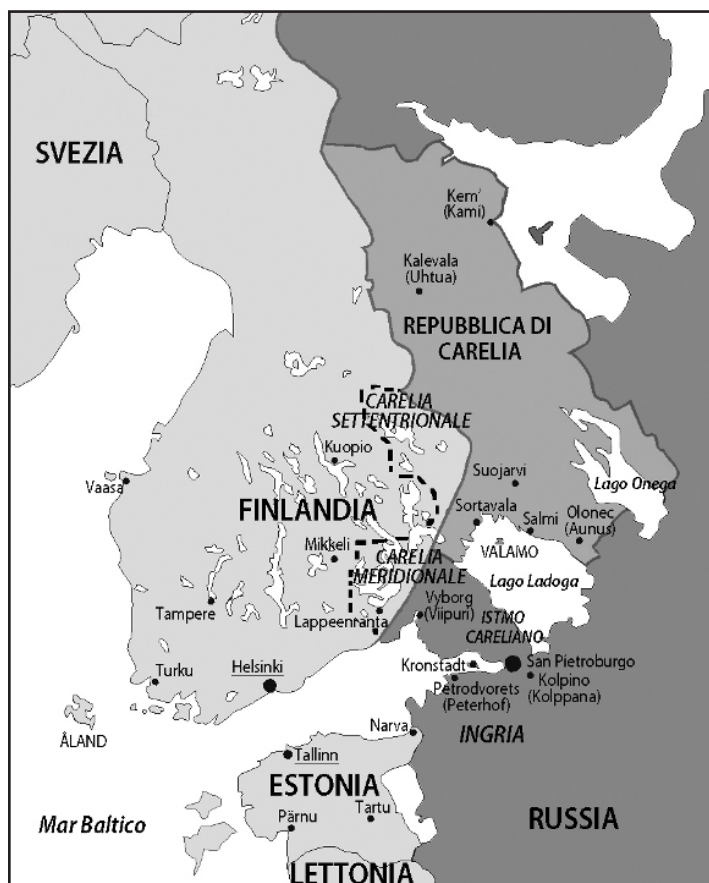 SVEZIA
Kem'
(Kami)
Kalevala
(Uhtua)
REPUBBLICA DI
CARELIA
CARELIA
SETTENTRIONALE
Kuopio
Vaasa
Suojarvi
Lago Onega
FINLANDIA
Sortavala
Salmi
Olonec
(Aunus)
Mikkeli
CARELIA
MERIDIONALE
VALAMO
Lago Ladoga
Tampere
Lappeenranta
Vyborg
(Viipuri)
ISTMO
CARELIANO
Turku
Helsinki
Kronstadt
San Pietroburgo
Kolpino
(Kolppana)
Petrodvorets
(Peterhof)
ÅLAND
Narva
INGRIA
Tallinn
ESTONIA
Mar Baltico
Pärnu
Tartu
RUSSIA
LETTONIA